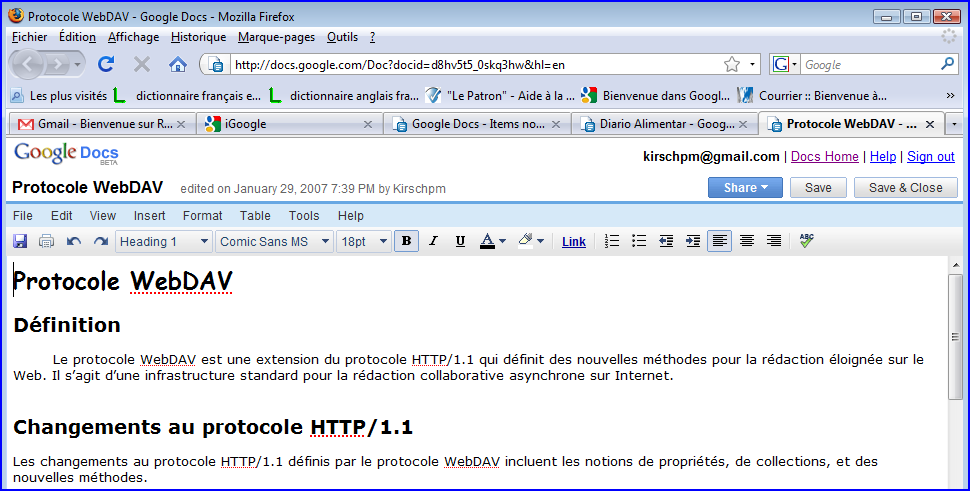 Protocole WebDAV - Google Docs - Mozilla Firefox
Fichier Édition Affichage Historique Marque-pages Outils ?
http://docs.google.com/Doc?docid=d8hv5t5_0skq3hw&hl=en G Google
Les plus visités dictionnaire français e... dictionnaire anglais fra... "Le Patron" - Aide à la ... Bienvenue dans Googl... Courrier :: Bienvenue à... »
Gmail - Bienvenue sur R... iGoogle Google Docs - Items no... Diario Alimentar - Goog... Protocole WebDAV - ...
Google Docs kirschpm@gmail.com | Docs Home | Help | Sign out
BETA
Protocole WebDAV edited on January 29, 2007 7:39 PM by Kirschpm Share Save Save & Close
File Edit View Insert Format Table Tools Help
Heading 1 Comic Sans MS 18pt B I U A Link ABC
Protocole WebDAV
Définition
Le protocole WebDAV est une extension du protocole HTTP/1.1 qui définit des nouvelles méthodes pour la rédaction éloignée sur le
Web. Il s’agit d’une infrastructure standard pour la rédaction collaborative asynchrone sur Internet.
Changements au protocole HTTP/1.1
Les changements au protocole HTTP/1.1 définis par le protocole WebDAV incluent les notions de propriétés, de collections, et des
nouvelles méthodes.